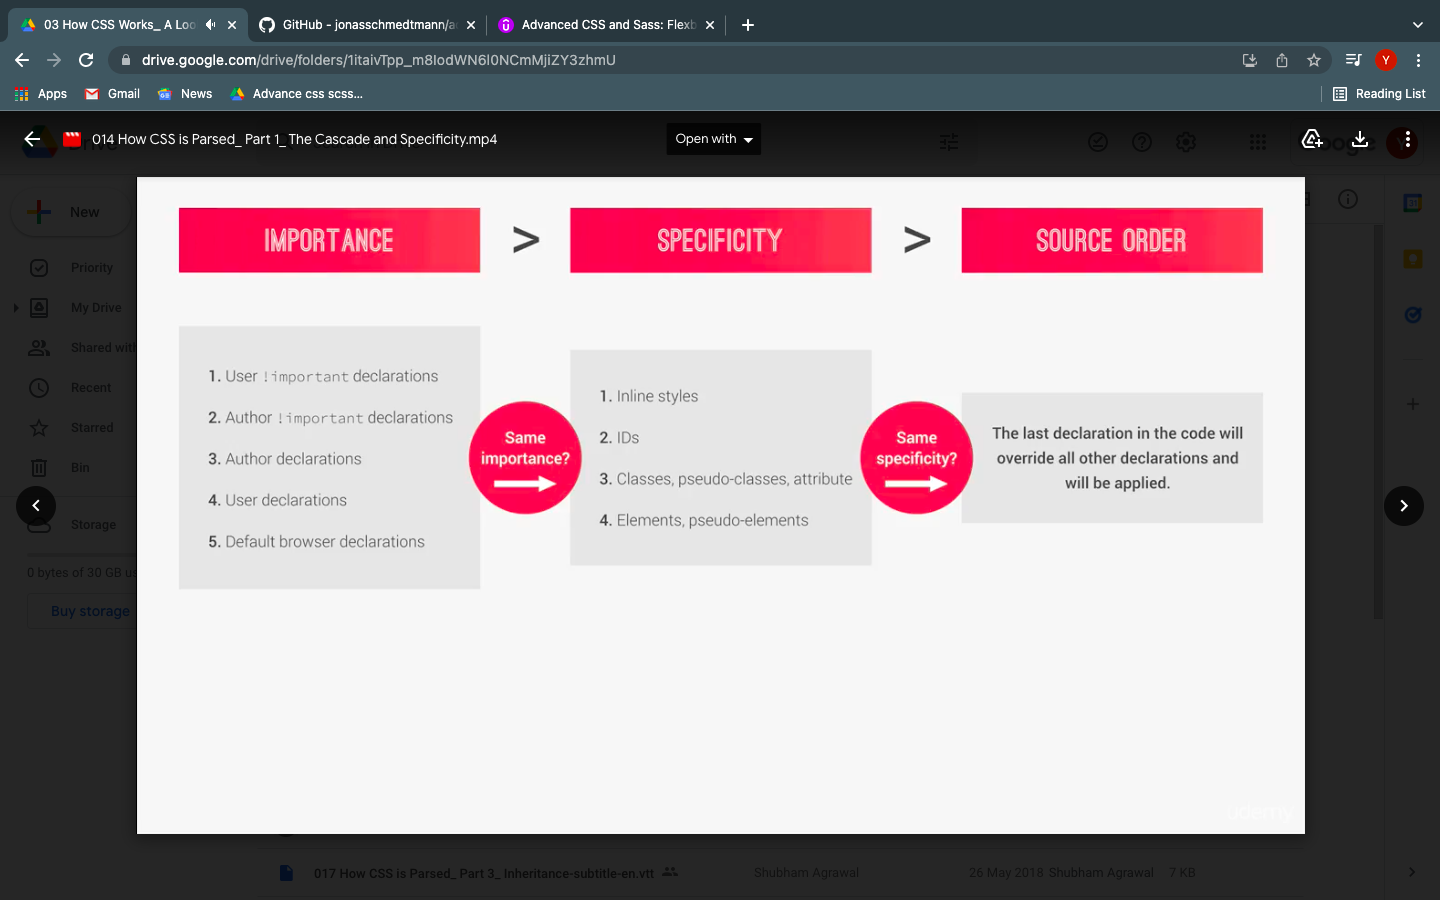 03 How CSS Works_ A Loo
GitHub - jonasschmedtmann/a
Advanced CSS and Sass: Flexb
drive.google.com/drive/folders/1itaivTpp_m8IodWN6I0NCmMjiZY3zhmU
Y
Apps
Gmail
News
Advance css scss...
Reading List
014 How CSS is Parsed_ Part 1_ The Cascade and Specificity.mp4
Open with
New
Priority
My Drive
Shared with
Recent
Starred
Bin
Storage
0 bytes of 30 GB us
Buy storage
IMPORTANCE
>
SPECIFICITY
>
SOURCE ORDER
1. User !important declarations
2. Author !important declarations
3. Author declarations
4. User declarations
5. Default browser declarations
Same
importance?
1. Inline styles
2. IDs
3. Classes, pseudo-classes, attribute
4. Elements, pseudo-elements
Same
specificity?
The last declaration in the code will
override all other declarations and
will be applied.
udemy
017 How CSS is Parsed_ Part 3_ Inheritance-subtitle-en.vtt
Shubham Agrawal
26 May 2018 Shubham Agrawal
7 KB